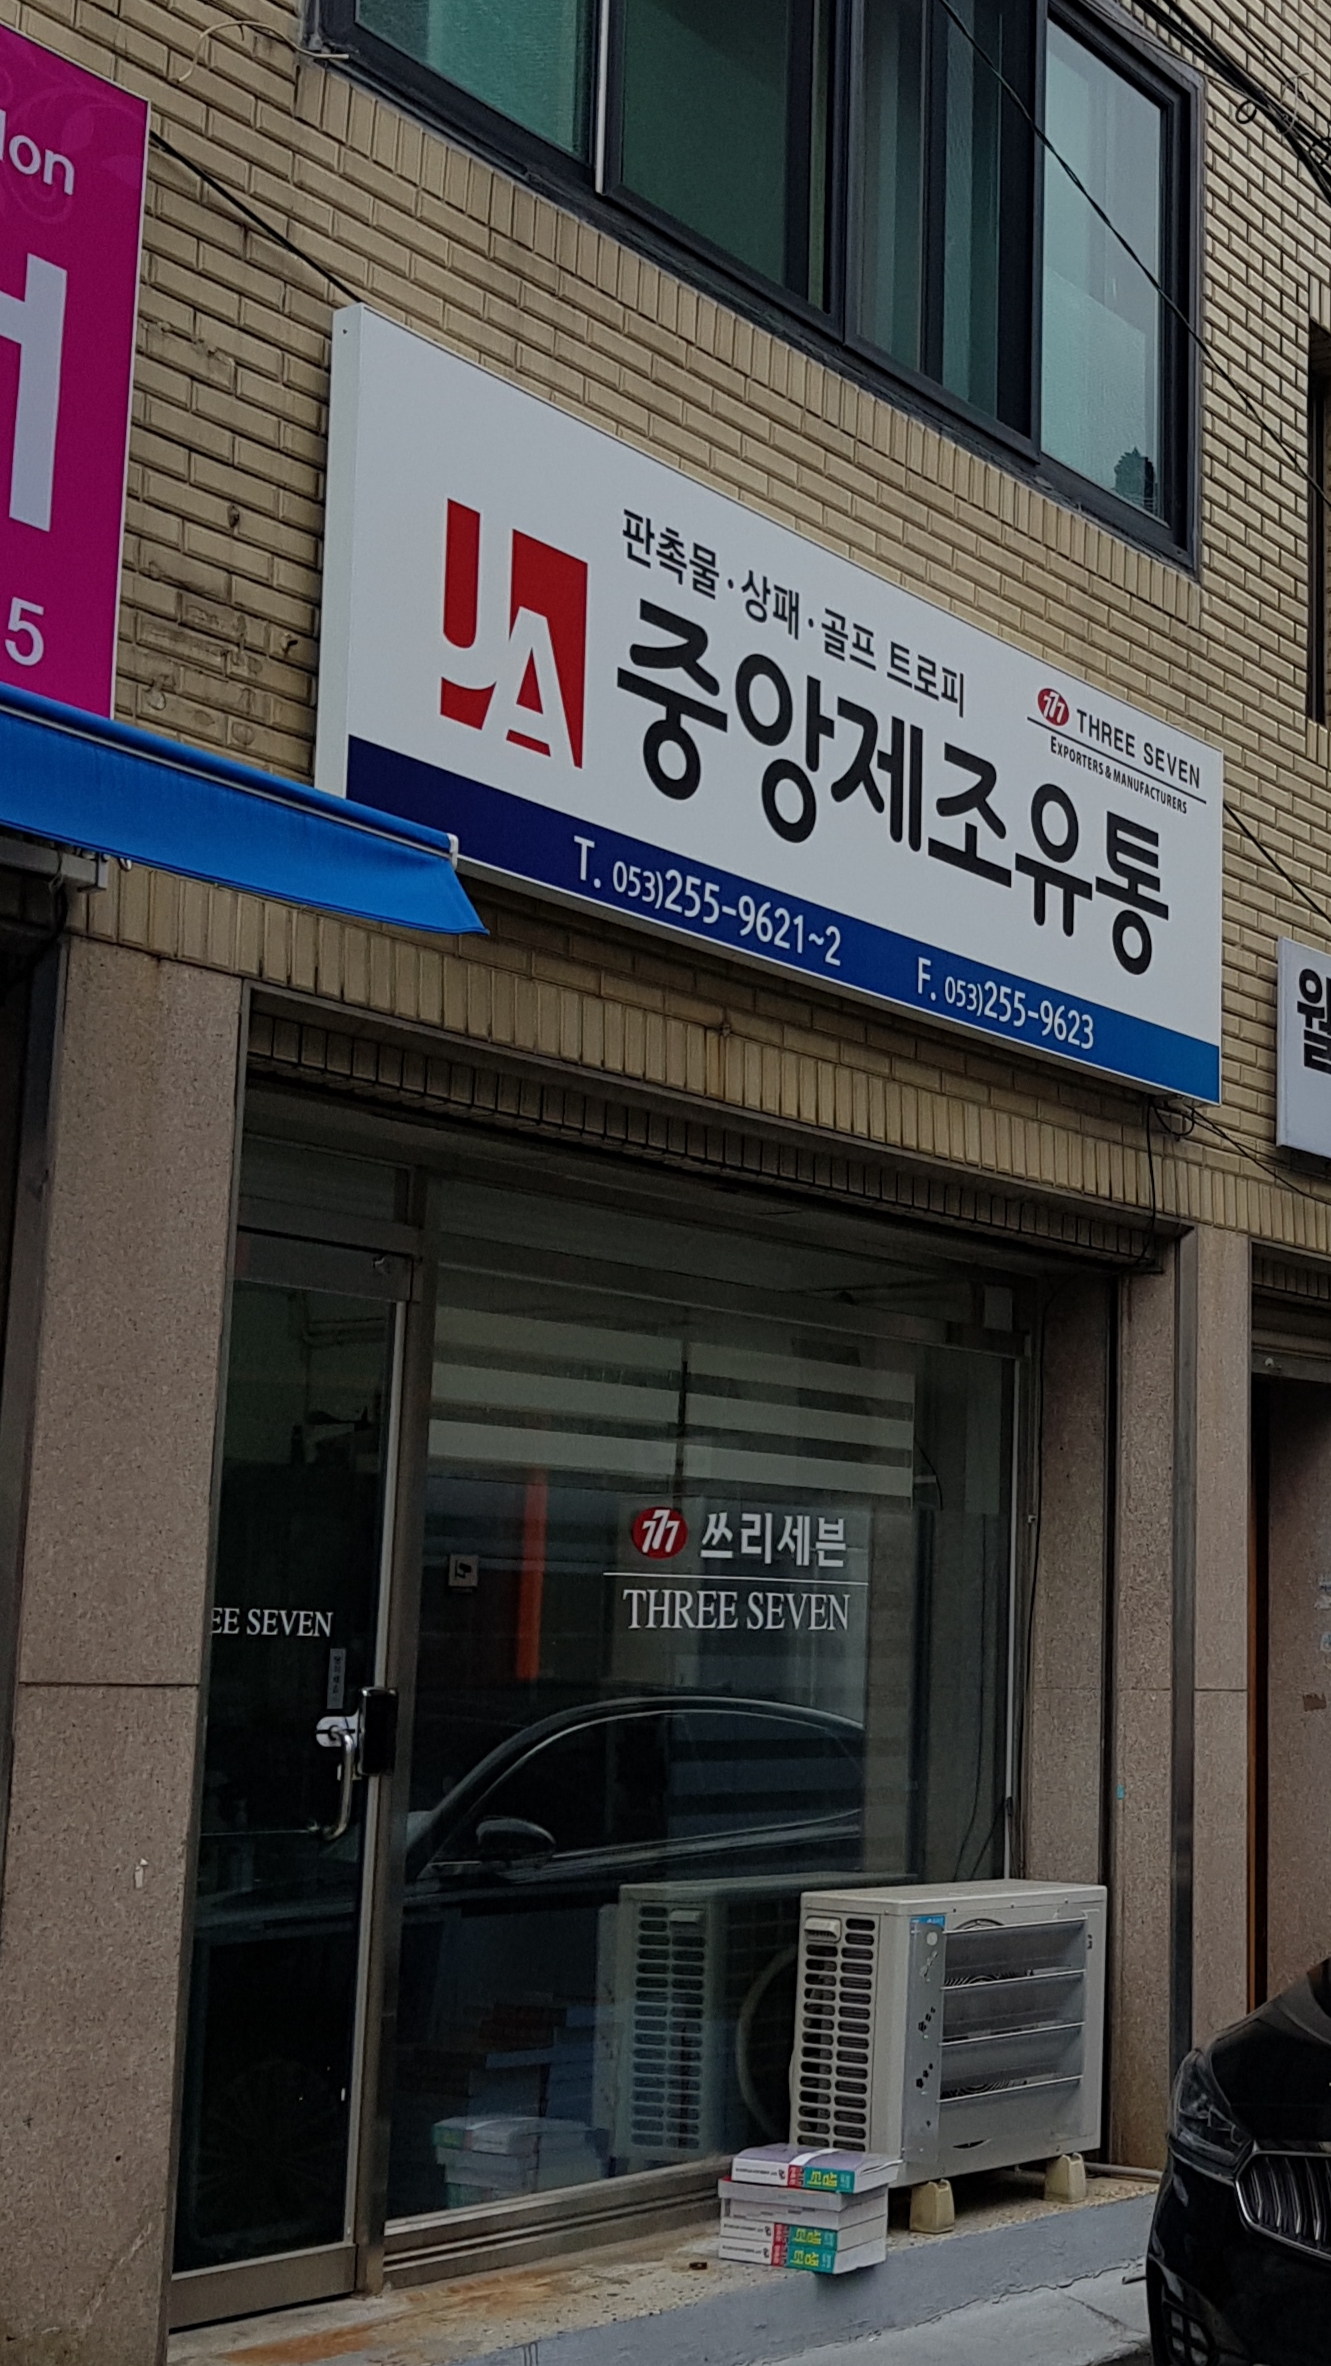 5
판촉물·상패·골프 트로피
JA
중앙제조유통
777 THREE SEVEN
EXPORTERS & MANUFACTURERS
T. 053)255-9621~2
F. 053)255-9623
777 쓰리세븐
THREE SEVEN
EE SEVEN